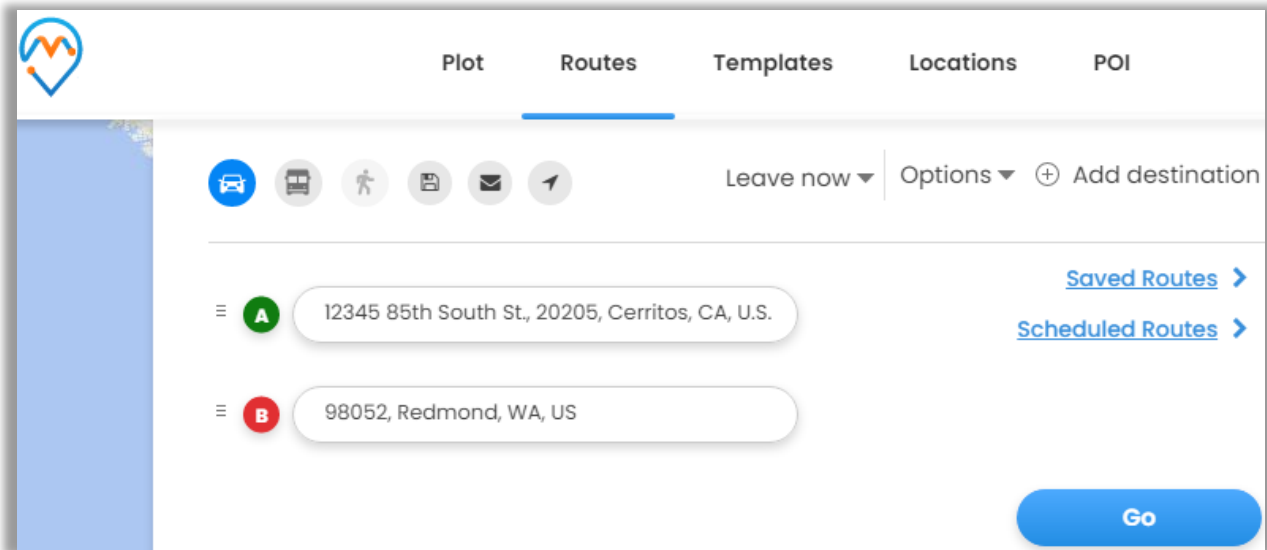 Plot Routes Templates Locations POI
Leave now Options Add destination
Saved Routes
A 12345 85th South St., 20205, Cerritos, CA, U.S.
Scheduled Routes
B 98052, Redmond, WA, US
Go